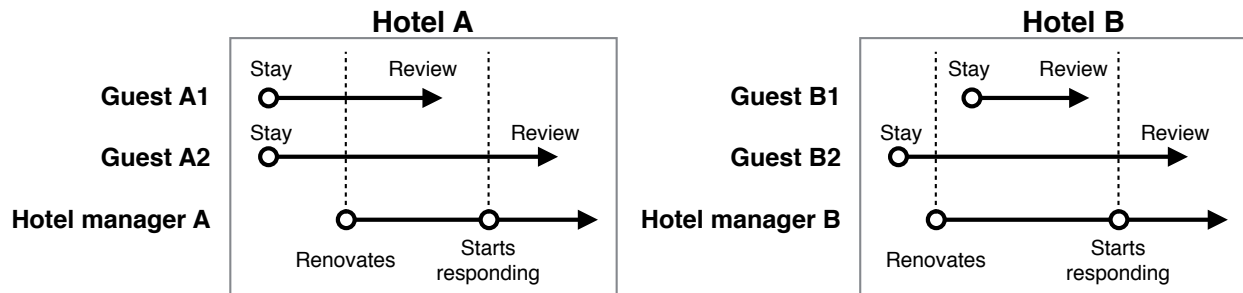 Hotel A
Stay
Review
Guest A1
Stay
Review
Guest A2
Hotel manager A
Renovates
Starts
responding
Hotel B
Stay
Review
Guest B1
Stay
Review
Guest B2
Hotel manager B
Renovates
Starts
responding